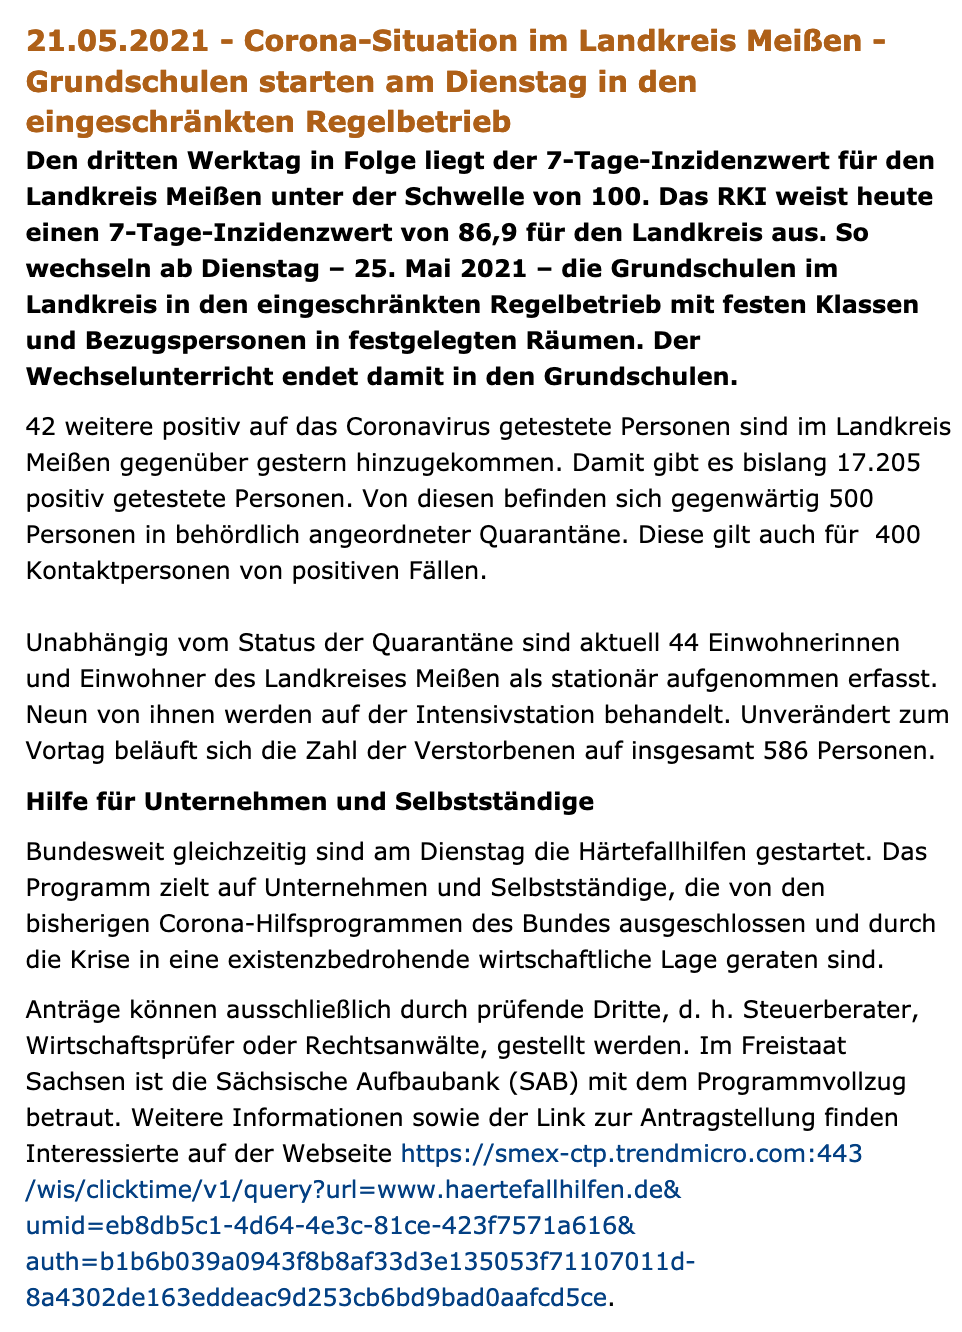 21.05.2021 - Corona-Situation im Landkreis Meißen -
Grundschulen starten am Dienstag in den
eingeschränkten Regelbetrieb
Den dritten Werktag in Folge liegt der 7-Tage-Inzidenzwert für den
Landkreis Meißen unter der Schwelle von 100. Das RKI weist heute
einen 7-Tage-Inzidenzwert von 86,9 für den Landkreis aus. So
wechseln ab Dienstag – 25. Mai 2021 – die Grundschulen im
Landkreis in den eingeschränkten Regelbetrieb mit festen Klassen
und Bezugspersonen in festgelegten Räumen. Der
Wechselunterricht endet damit in den Grundschulen.
42 weitere positiv auf das Coronavirus getestete Personen sind im Landkreis
Meißen gegenüber gestern hinzugekommen. Damit gibt es bislang 17.205
positiv getestete Personen. Von diesen befinden sich gegenwärtig 500
Personen in behördlich angeordneter Quarantäne. Diese gilt auch für  400
Kontaktpersonen von positiven Fällen.
Unabhängig vom Status der Quarantäne sind aktuell 44 Einwohnerinnen
und Einwohner des Landkreises Meißen als stationär aufgenommen erfasst.
Neun von ihnen werden auf der Intensivstation behandelt. Unverändert zum
Vortag beläuft sich die Zahl der Verstorbenen auf insgesamt 586 Personen.
Hilfe für Unternehmen und Selbstständige
Bundesweit gleichzeitig sind am Dienstag die Härtefallhilfen gestartet. Das
Programm zielt auf Unternehmen und Selbstständige, die von den
bisherigen Corona-Hilfsprogrammen des Bundes ausgeschlossen und durch
die Krise in eine existenzbedrohende wirtschaftliche Lage geraten sind.
Anträge können ausschließlich durch prüfende Dritte, d. h. Steuerberater,
Wirtschaftsprüfer oder Rechtsanwälte, gestellt werden. Im Freistaat
Sachsen ist die Sächsische Aufbaubank (SAB) mit dem Programmvollzug
betraut. Weitere Informationen sowie der Link zur Antragstellung finden
Interessierte auf der Webseite https://smex-ctp.trendmicro.com:443
/wis/clicktime/v1/query?url=www.haertefallhilfen.de&
umid=eb8db5c1-4d64-4e3c-81ce-423f7571a616&
auth=b1b6b039a0943f8b8af33d3e135053f71107011d-
8a4302de163eddeac9d253cb6bd9bad0aafcd5ce.